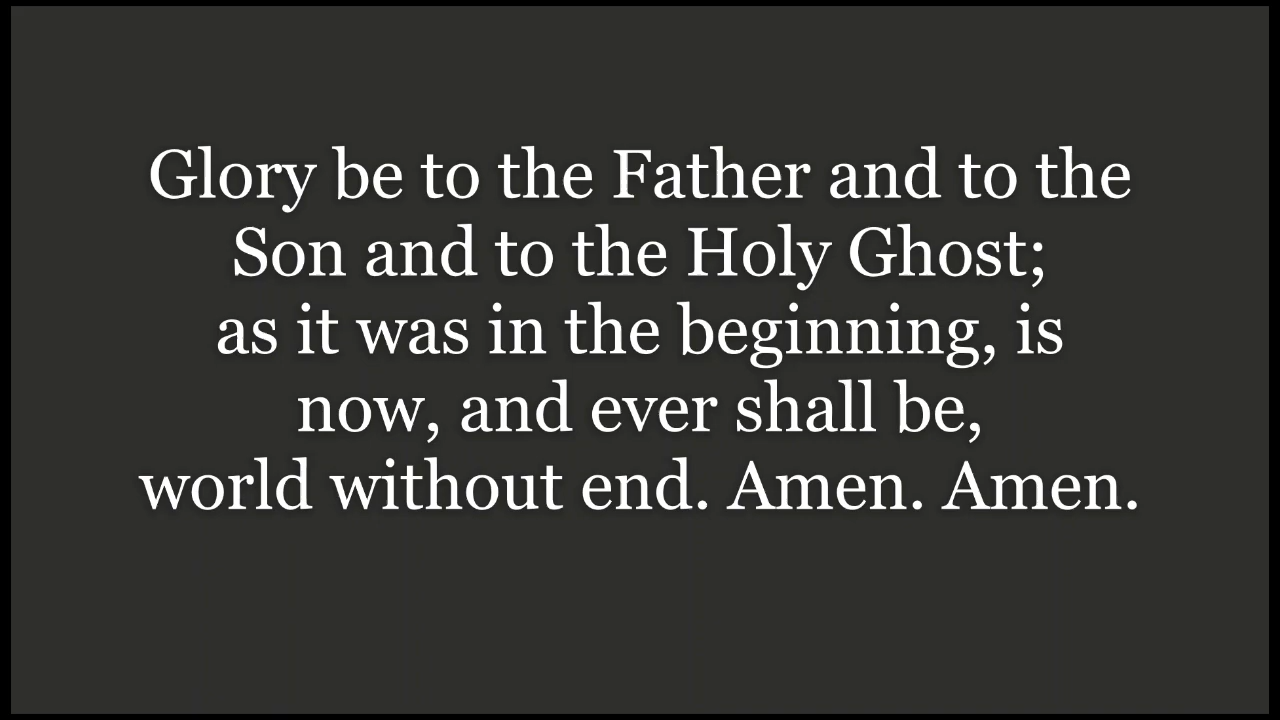 Glory be to the Father and to the
Son and to the Holy Ghost;
as it was in the beginning, is
now, and ever shall be,
world without end. Amen. Amen.